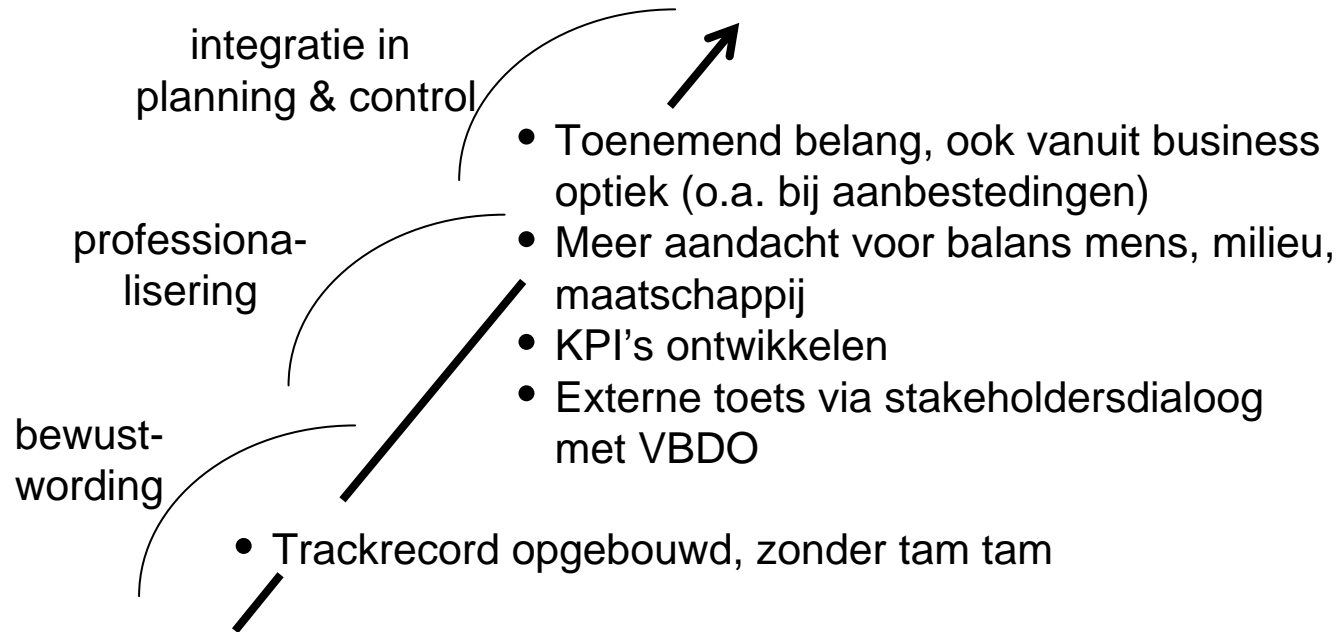 integratie in
planning & control
• Toenemend belang, ook vanuit business
optiek (o.a. bij aanbestedingen)
professiona-
lisering
• Meer aandacht voor balans mens, milieu,
maatschappij
• KPI’s ontwikkelen
• Externe toets via stakeholdersdialoog
met VBDO
bewust-
wording
• Trackrecord opgebouwd, zonder tam tam